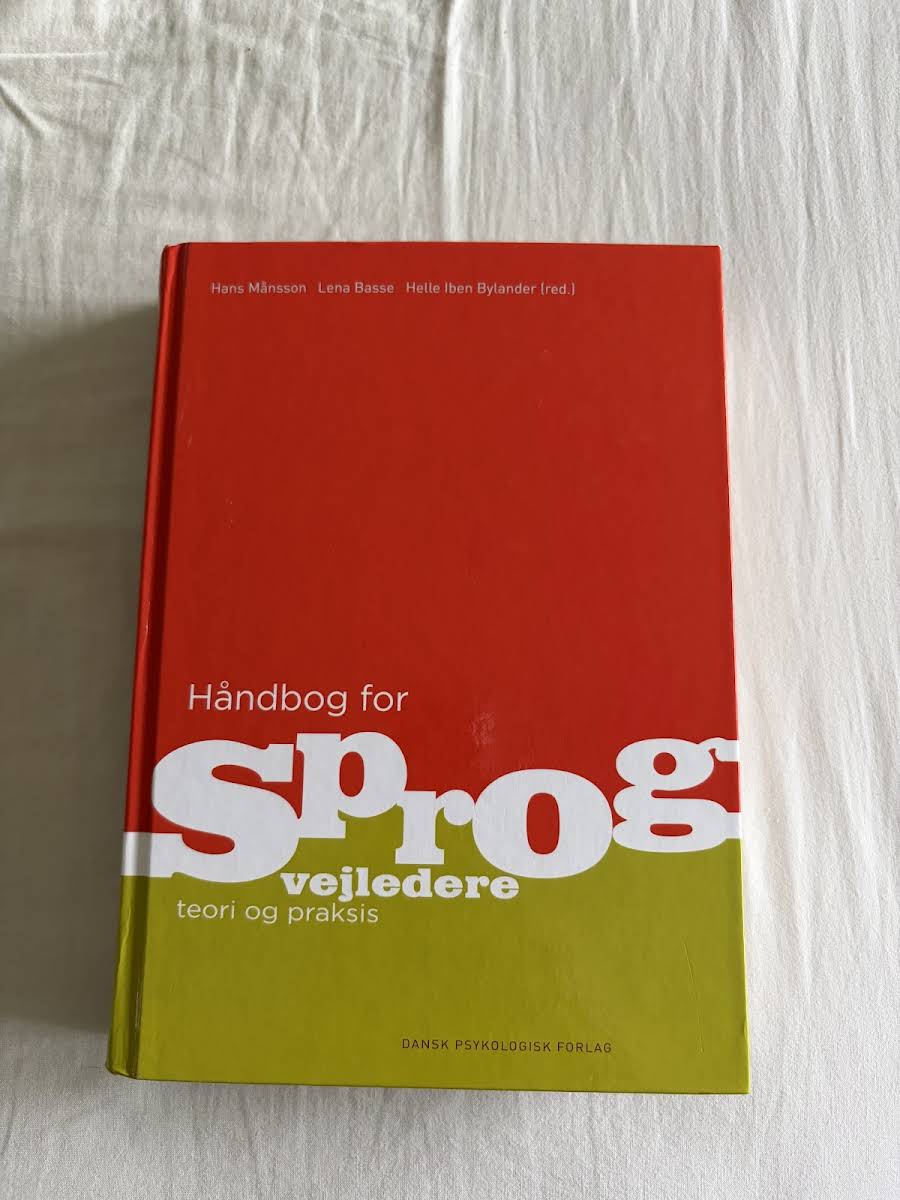 Hans Månsson Lena Basse Helle Iben Bylander (red.)
Håndbog for
Sprog
vejledere
teori og praksis
DANSK PSYKOLOGISK FORLAG